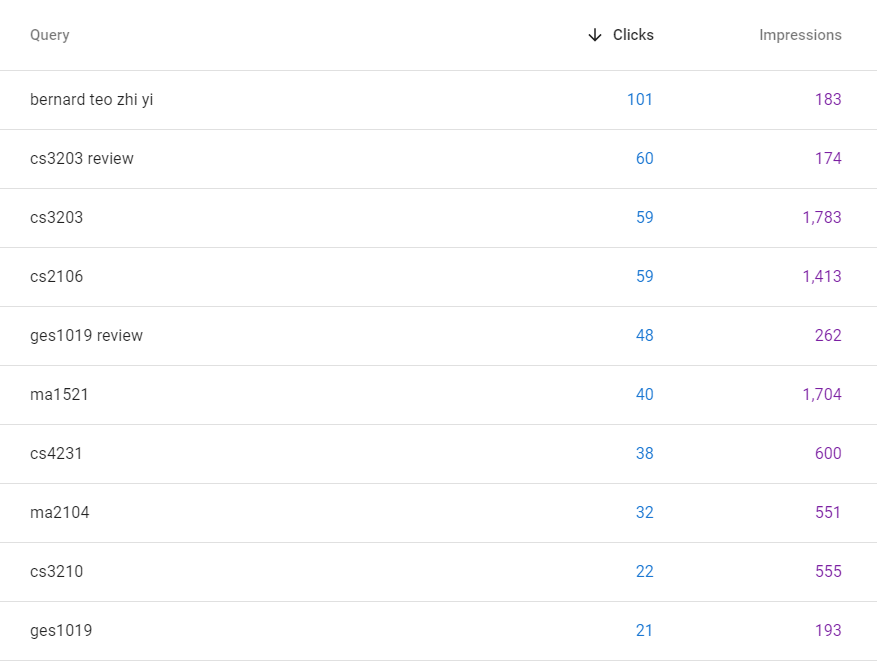 Query ↓ Clicks Impressions
bernard teo zhi yi 101 183
cs3203 review 60 174
cs3203 59 1,783
cs2106 59 1,413
ges1019 review 48 262
ma1521 40 1,704
cs4231 38 600
ma2104 32 551
cs3210 22 555
ges1019 21 193